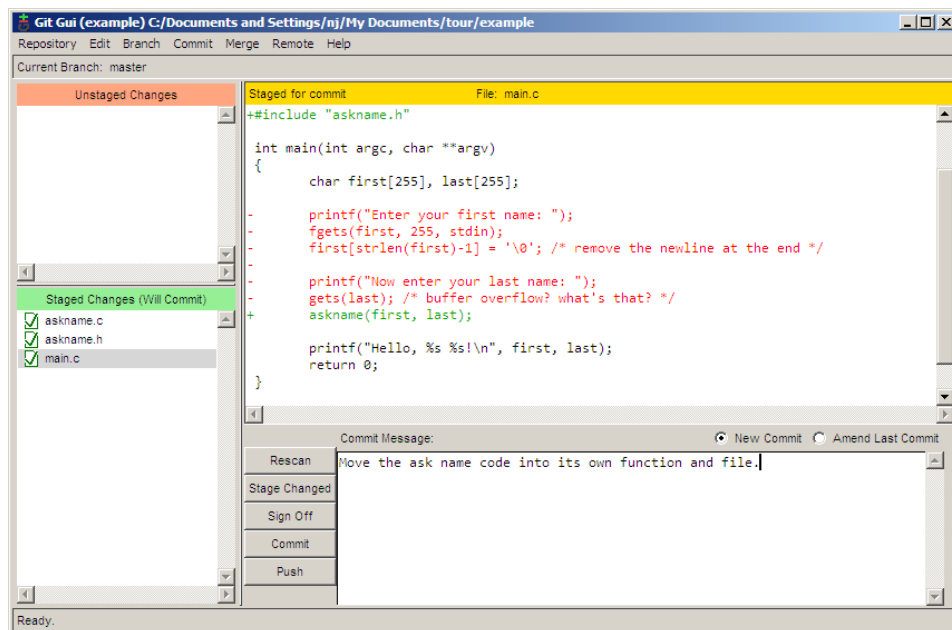 Git Gui (example) C:/Documents and Settings/nj/My Documents/tour/example
Repository Edit Branch Commit Merge Remote Help
Current Branch: master
Unstaged Changes
Staged for commit File: main.c
+#include "askname.h"
int main(int argc, char **argv)
{
char first[255], last[255];
- printf("Enter your first name: ");
- fgets(first, 255, stdin);
- first[strlen(first)-1] = '\0'; /* remove the newline at the end */
-
- printf("Now enter your last name: ");
- gets(last); /* buffer overflow? what's that? */
+ askname(first, last);
printf("Hello, %s %s!\n", first, last);
return 0;
}
Staged Changes (Will Commit)
askname.c
askname.h
main.c
Commit Message: New Commit Amend Last Commit
Rescan
Stage Changed
Sign Off
Commit
Push
Move the ask name code into its own function and file.
Ready.